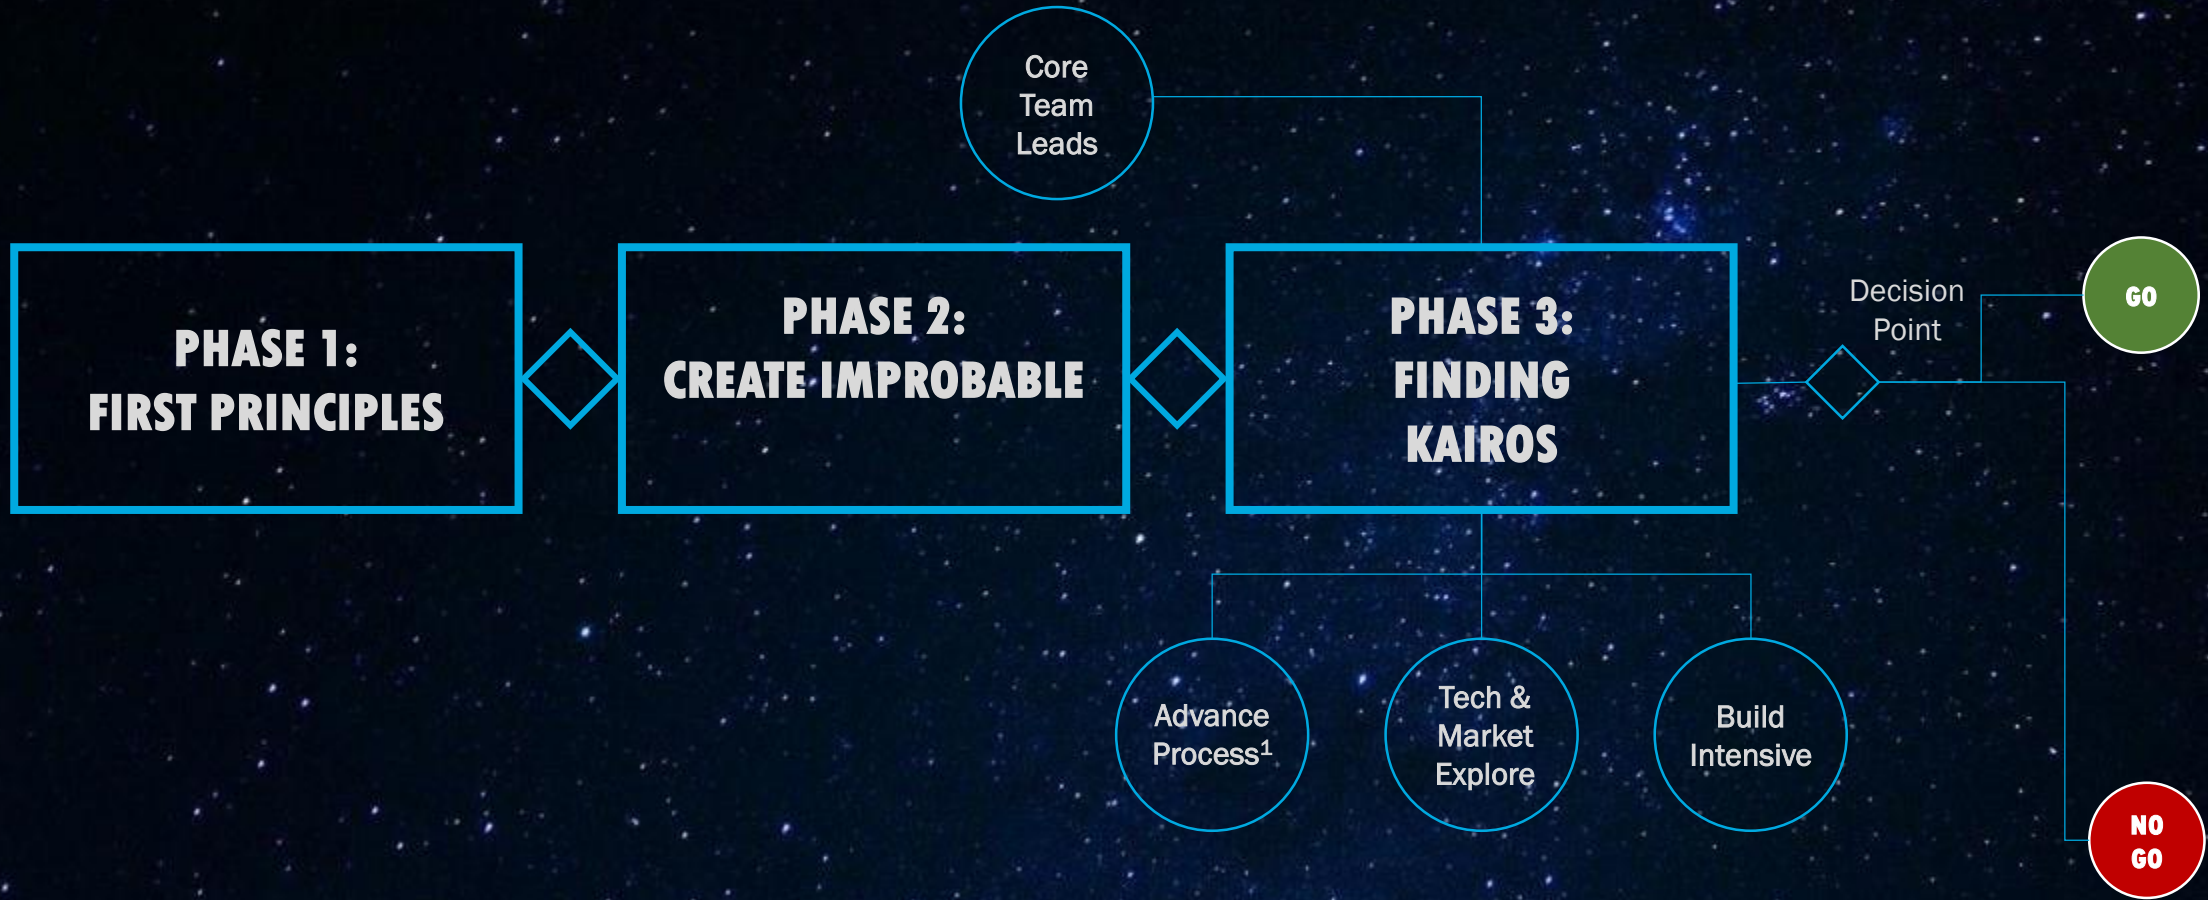 Core
Team
Leads
PHASE 1:
FIRST PRINCIPLES
PHASE 2:
CREATE IMPROBABLE
PHASE 3:
FINDING
KAIROS
Decision
Point
GO
Advance
Process¹
Tech &
Market
Explore
Build
Intensive
NO
GO